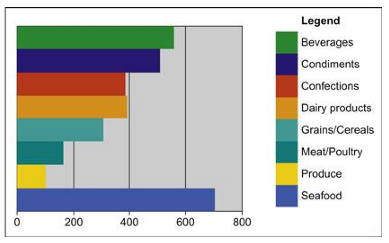 Legend
Beverages
Condiments
Confections
Dairy products
Grains/Cereals
Meat/Poultry
Produce
Seafood
0 200 400 600 800